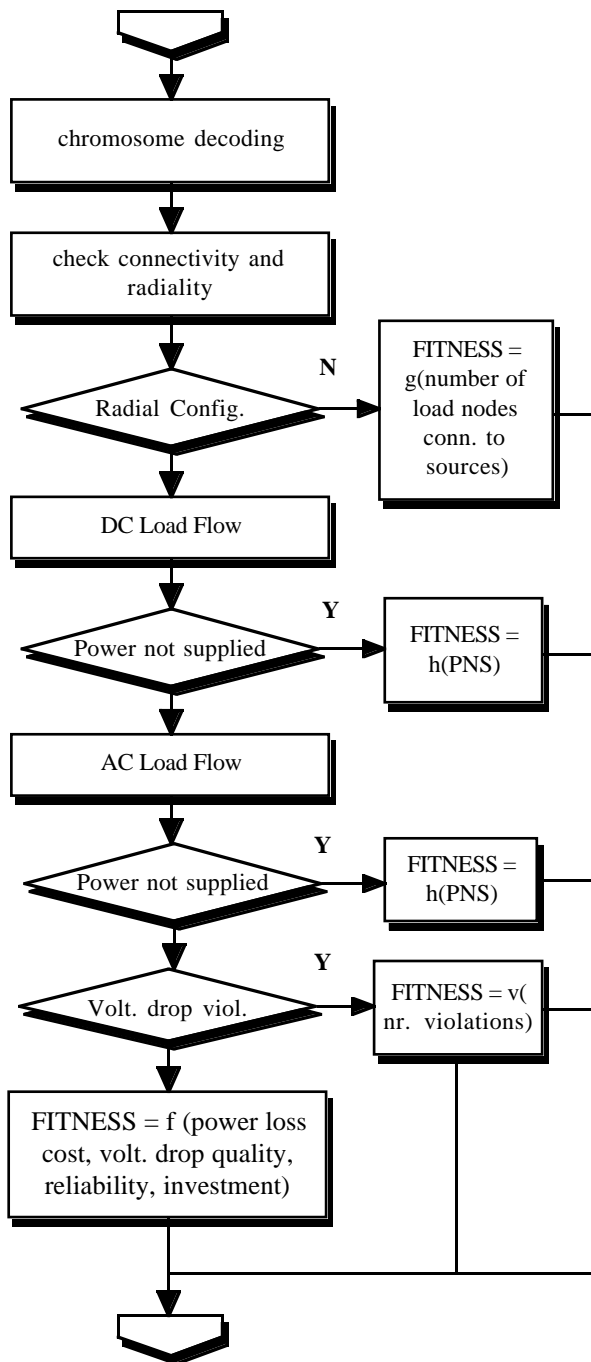 chromosome decoding
check connectivity and
radiality
N
Radial Config.
FITNESS =
g(number of
load nodes
conn. to
sources)
DC Load Flow
Y
Power not supplied
FITNESS =
h(PNS)
AC Load Flow
Y
Power not supplied
FITNESS =
h(PNS)
Y
Volt. drop viol.
FITNESS = v(
nr. violations)
FITNESS = f (power loss
cost, volt. drop quality,
reliability, investment)